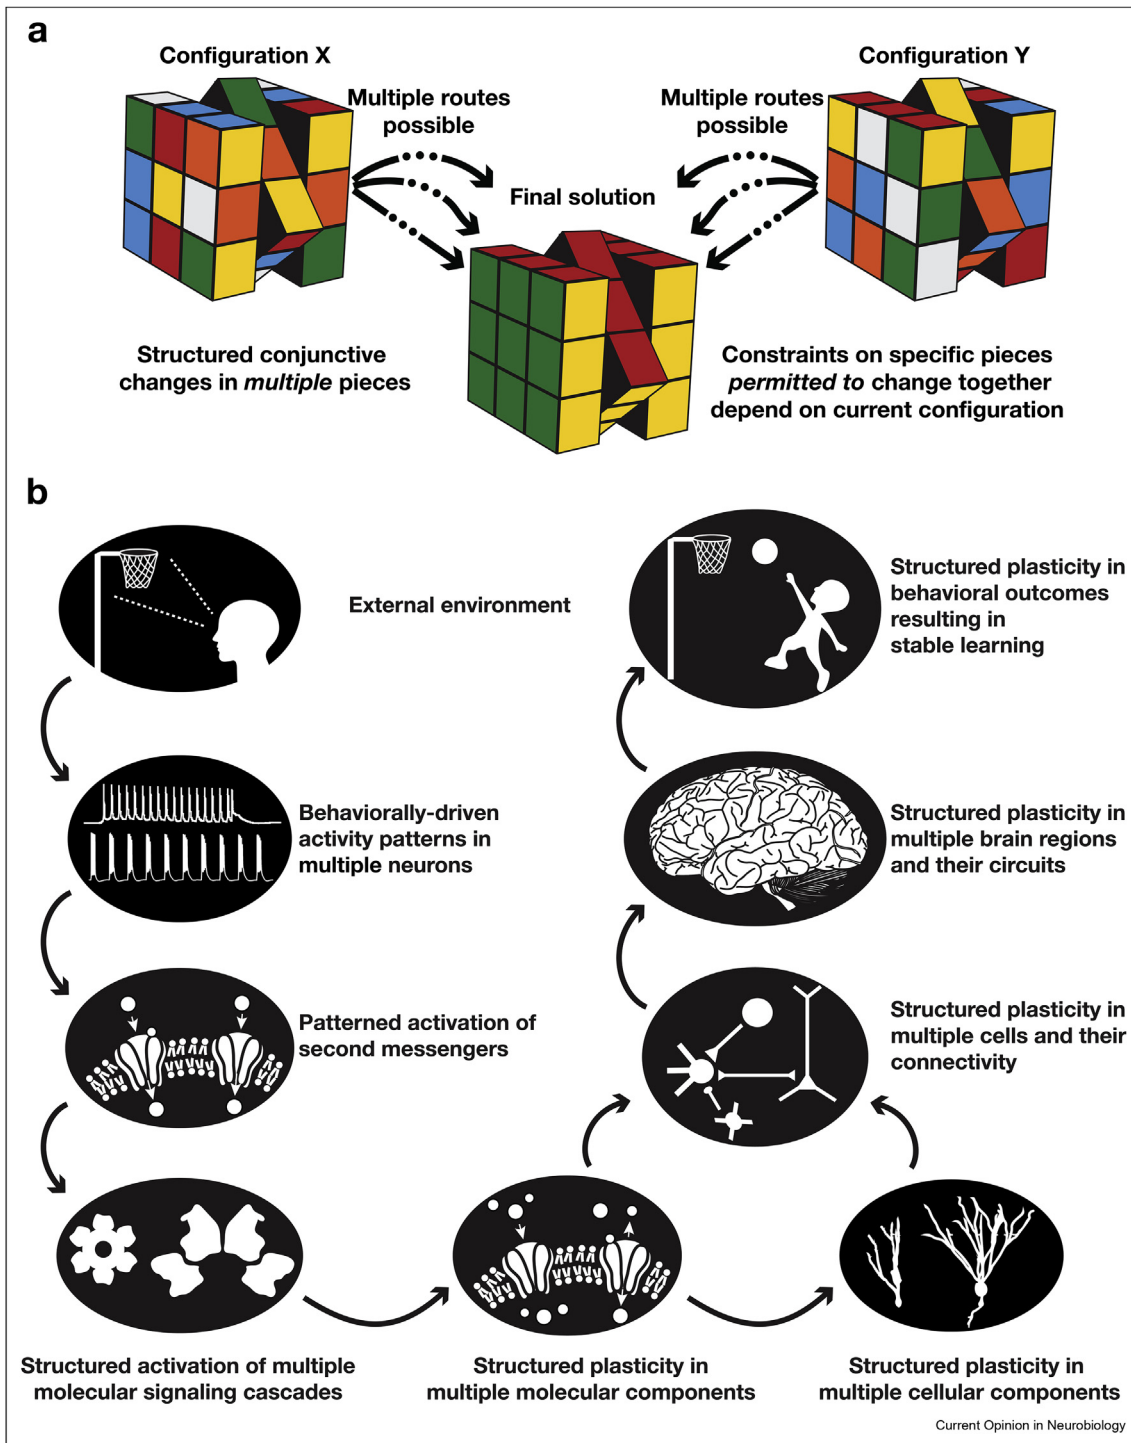 a
Configuration X
Configuration Y
Multiple routes
possible
Multiple routes
possible
Final solution
Structured conjunctive
changes in multiple pieces
Constraints on specific pieces
permitted to change together
depend on current configuration
b
External environment
Structured plasticity in
behavioral outcomes
resulting in
stable learning
Behaviorally-driven
activity patterns in
multiple neurons
Structured plasticity in
multiple brain regions
and their circuits
Patterned activation of
second messengers
Structured plasticity in
multiple cells and their
connectivity
Structured activation of multiple
molecular signaling cascades
Structured plasticity in
multiple molecular components
Structured plasticity in
multiple cellular components
Current Opinion in Neurobiology